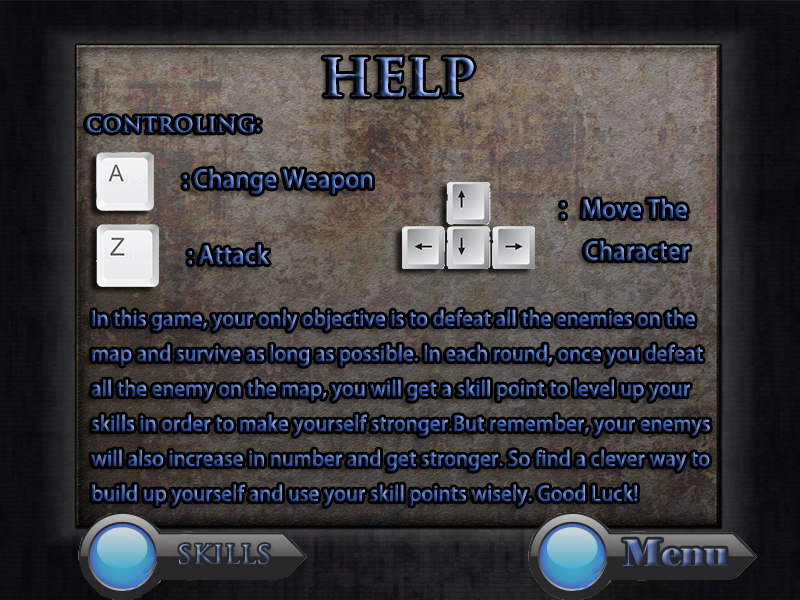 HELP
CONTROLING:
A : Change Weapon
Z : Attack
↑
← ↓ →
: Move The
Character
In this game, your only objective is to defeat all the enemies on the
map and survive as long as possible. In each round, once you defeat
all the enemy on the map, you will get a skill point to level up your
skills in order to make yourself stronger.But remember, your enemys
will also increase in number and get stronger. So find a clever way to
build up yourself and use your skill points wisely. Good Luck!
SKILLS
Menu